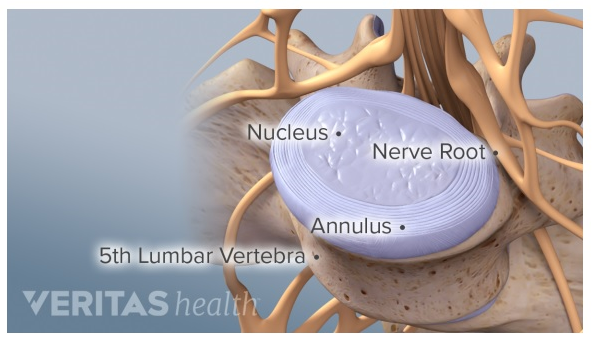 Nucleus
Nerve Root
Annulus
5th Lumbar Vertebra
VERITAS health